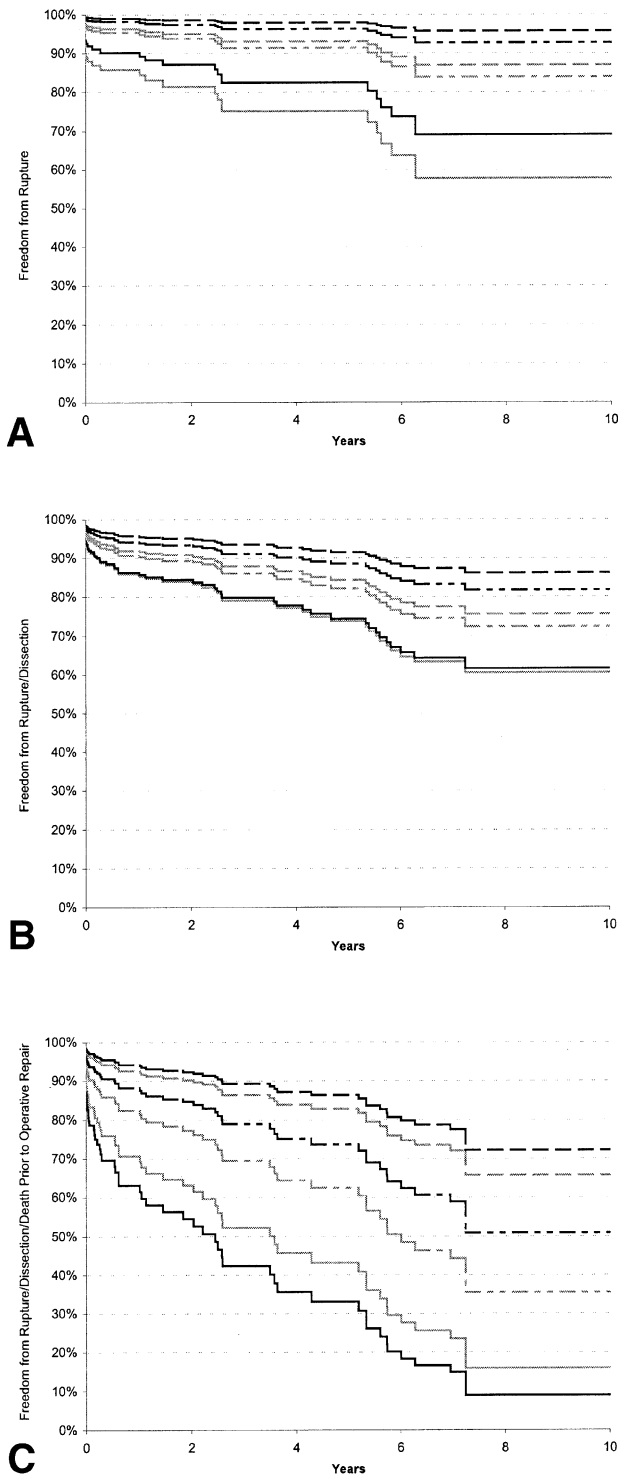 100%
90%
80%
70%
60%
50%
40%
30%
20%
10%
0%
Freedom from Rupture
0 2 4 6 8 10
Years
A
100%
90%
80%
70%
60%
50%
40%
30%
20%
10%
0%
Freedom from Rupture/Dissection
0 2 4 6 8 10
Years
B
100%
90%
80%
70%
60%
50%
40%
30%
20%
10%
0%
Freedom from Rupture/Dissection/Death Prior to Operative Repair
0 2 4 6 8 10
Years
C